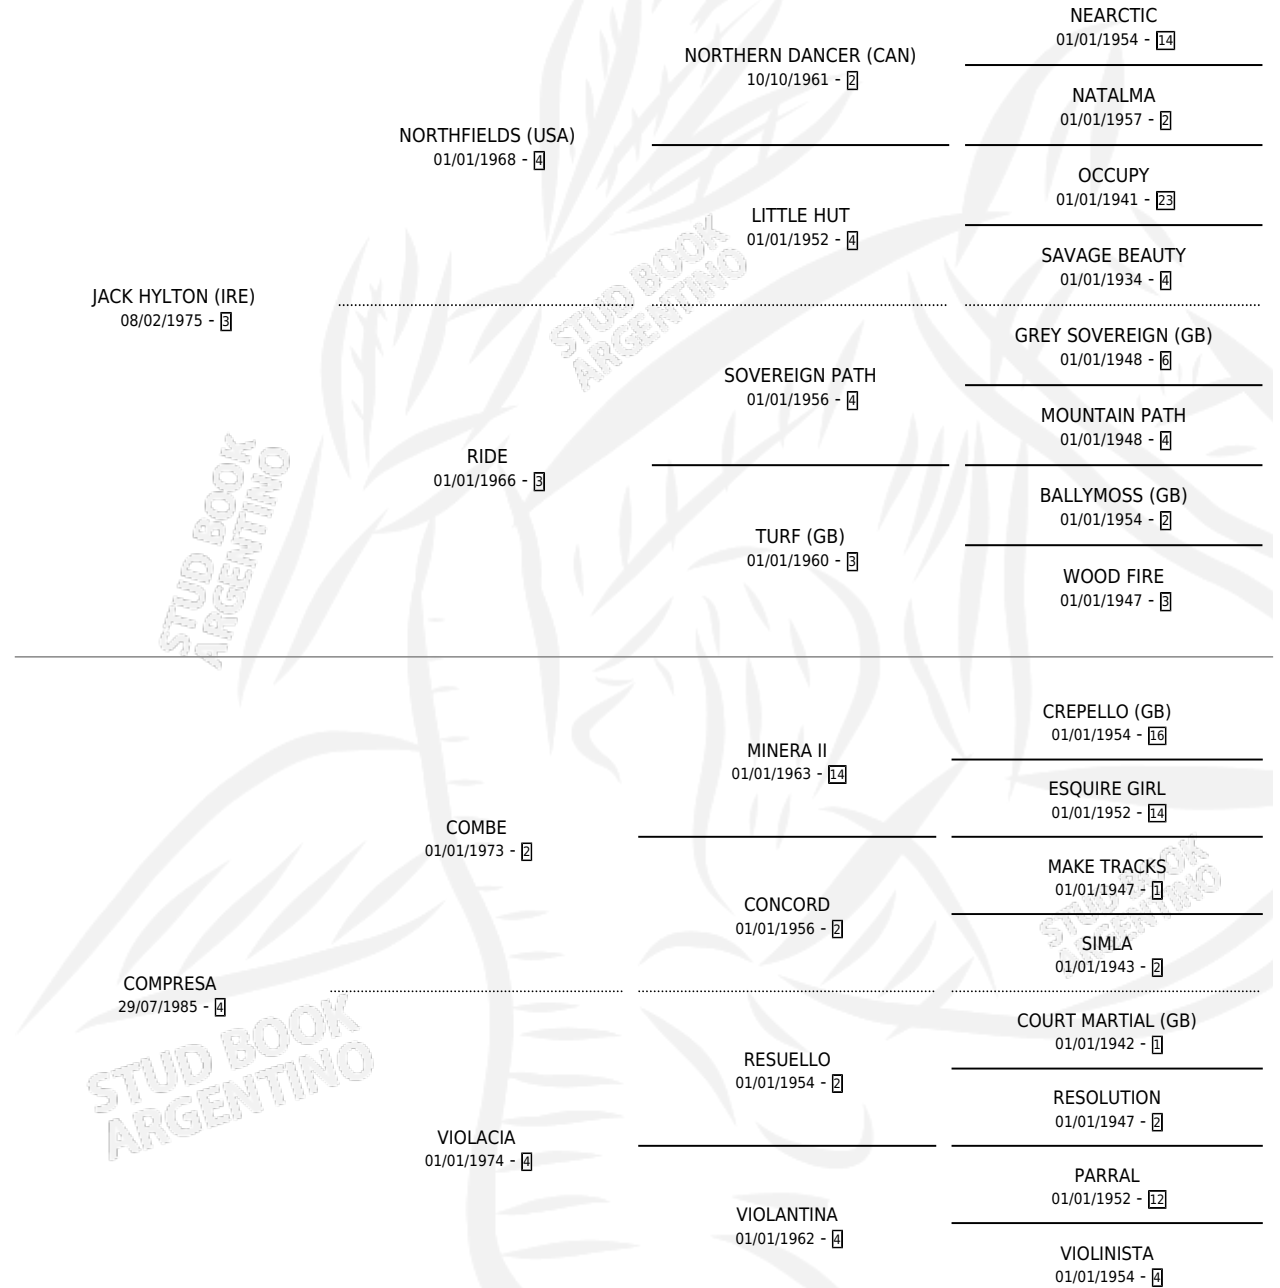 NEARCTIC
01/01/1954 - 14
NORTHERN DANCER (CAN)
10/10/1961 - 2
NATALMA
01/01/1957 - 2
NORTHFIELDS (USA)
01/01/1968 - 4
OCCUPY
01/01/1941 - 23
LITTLE HUT
01/01/1952 - 4
SAVAGE BEAUTY
01/01/1934 - 4
JACK HYLTON (IRE)
08/02/1975 - 3
GREY SOVEREIGN (GB)
01/01/1948 - 6
SOVEREIGN PATH
01/01/1956 - 4
MOUNTAIN PATH
01/01/1948 - 4
RIDE
01/01/1966 - 3
BALLYMOSS (GB)
01/01/1954 - 2
TURF (GB)
01/01/1960 - 3
WOOD FIRE
01/01/1947 - 3
CREPELLO (GB)
01/01/1954 - 16
MINERA II
01/01/1963 - 14
ESQUIRE GIRL
01/01/1952 - 14
COMBE
01/01/1973 - 2
MAKE TRACKS
01/01/1947 - 1
CONCORD
01/01/1956 - 2
SIMLA
01/01/1943 - 2
COMPRESA
29/07/1985 - 4
COURT MARTIAL (GB)
01/01/1942 - 1
RESUELLO
01/01/1954 - 2
RESOLUTION
01/01/1947 - 2
VIOLACIA
01/01/1974 - 4
PARRAL
01/01/1952 - 12
VIOLANTINA
01/01/1962 - 4
VIOLINISTA
01/01/1954 - 4
STUD BOOK
ARGENTINO
STUD BOOK
ARGENTINO
STUD BOOK
ARGENTINO
STUD BOOK
ARGENTINO